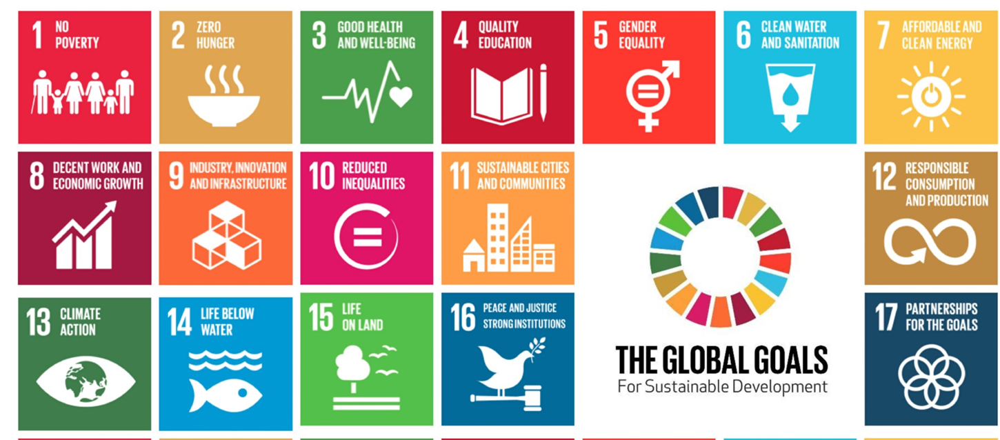 1 NO
POVERTY
2 ZERO
HUNGER
3 GOOD HEALTH
AND WELL-BEING
4 QUALITY
EDUCATION
5 GENDER
EQUALITY
6 CLEAN WATER
AND SANITATION
7 AFFORDABLE AND
CLEAN ENERGY
8 DECENT WORK AND
ECONOMIC GROWTH
9 INDUSTRY, INNOVATION
AND INFRASTRUCTURE
10 REDUCED
INEQUALITIES
11 SUSTAINABLE CITIES
AND COMMUNITIES
12 RESPONSIBLE
CONSUMPTION
AND PRODUCTION
13 CLIMATE
ACTION
14 LIFE BELOW
WATER
15 LIFE
ON LAND
16 PEACE AND JUSTICE
STRONG INSTITUTIONS
THE GLOBAL GOALS
For Sustainable Development
17 PARTNERSHIPS
FOR THE GOALS